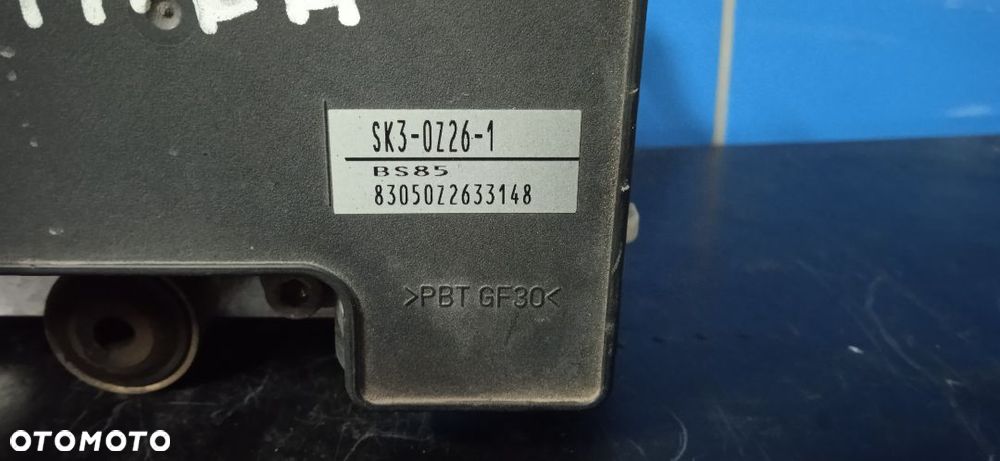 SK3-0Z26-1
BS85
83050Z2633148
>PBT GF30<
OTOMOTO